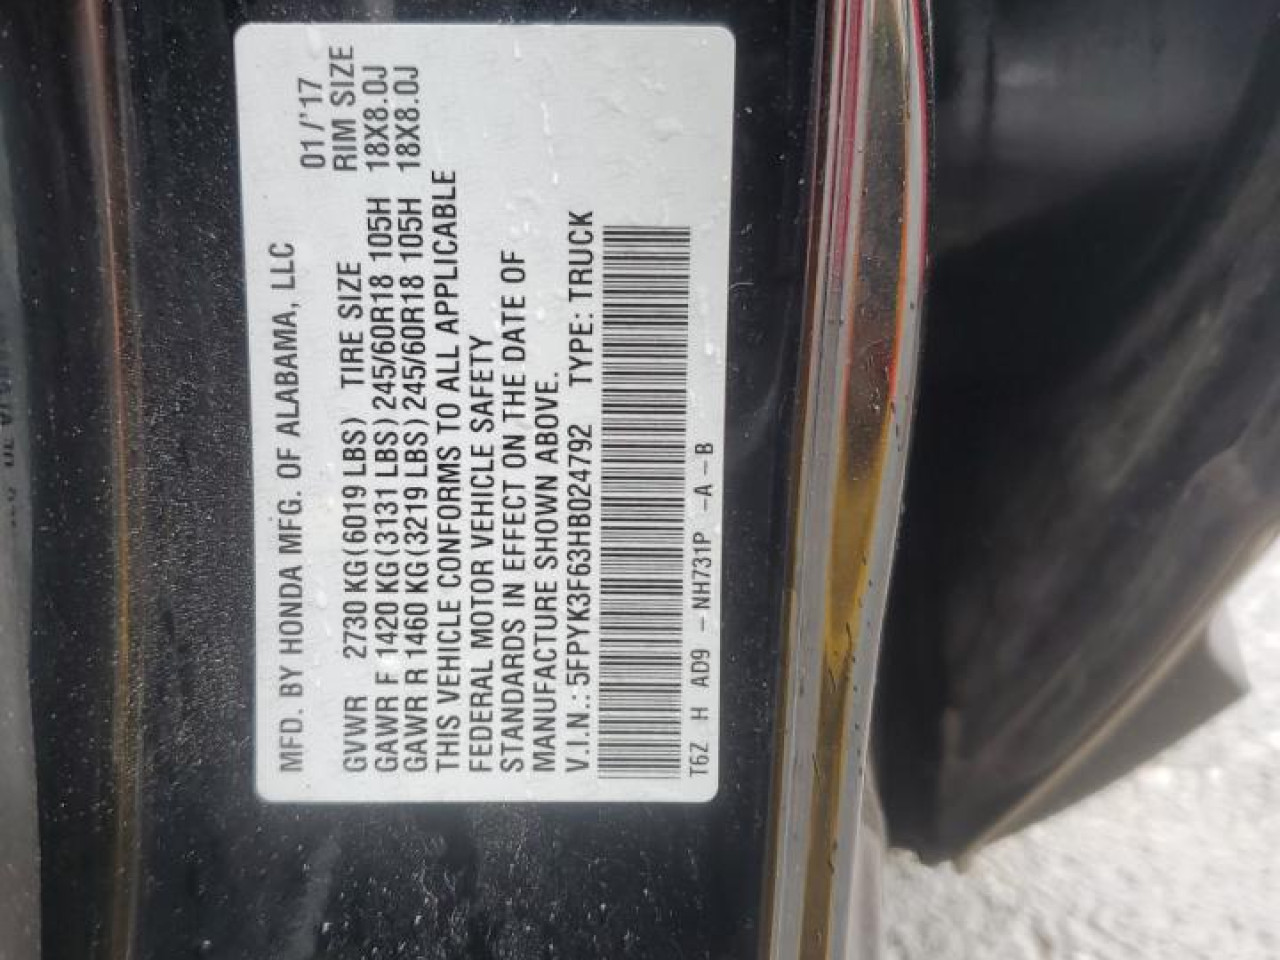 MFD. BY HONDA MFG. OF ALABAMA, LLC 01/'17
GVWR 2730 KG(6019 LBS) TIRE SIZE RIM SIZE
GAWR F 1420 KG(3131 LBS) 245/60R18 105H 18X8.0J
GAWR R 1460 KG(3219 LBS) 245/60R18 105H 18X8.0J
THIS VEHICLE CONFORMS TO ALL APPLICABLE
FEDERAL MOTOR VEHICLE SAFETY
STANDARDS IN EFFECT ON THE DATE OF
MANUFACTURE SHOWN ABOVE.
V.I.N.: 5FPYK3F63HB024792 TYPE: TRUCK
T6Z H AD9 -NH731P -A-B